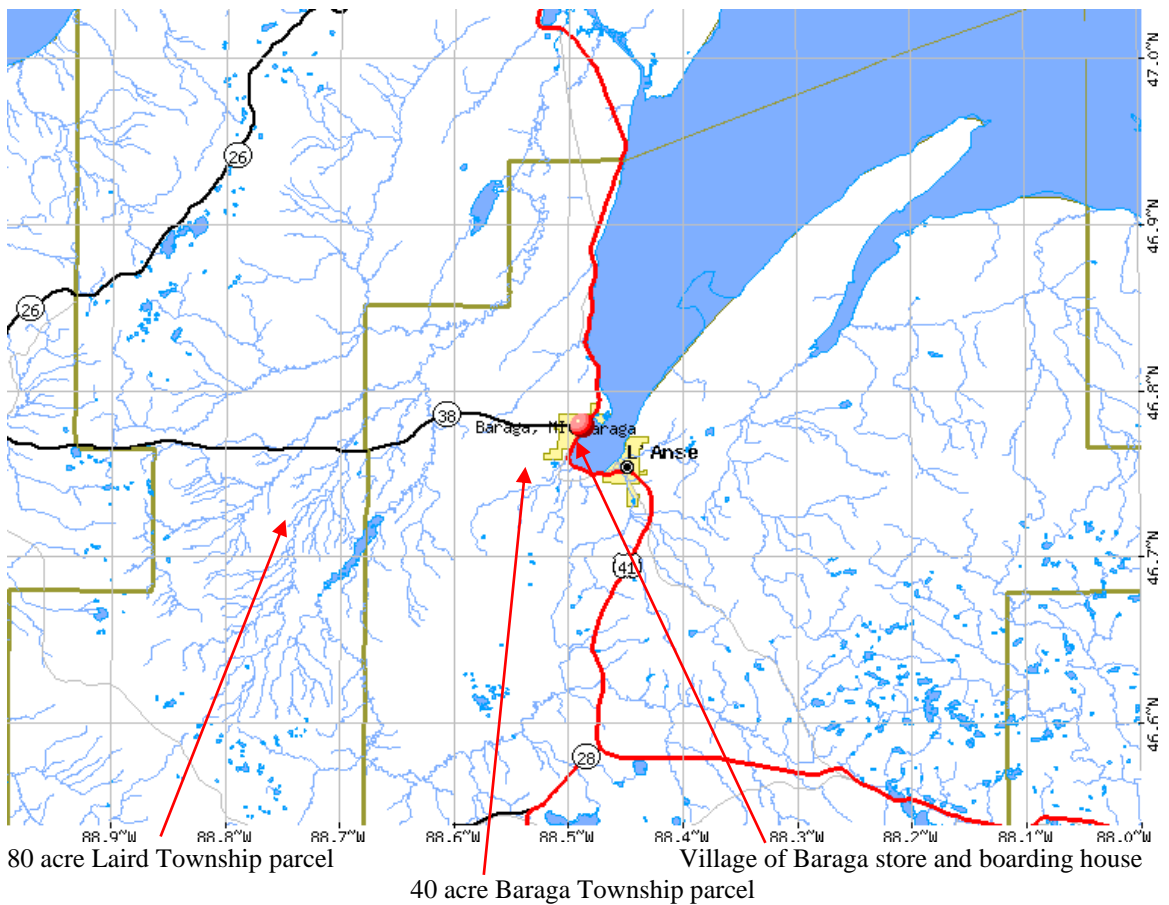 47.0°N
26
46.9°N
26
46.8°N
38
Baraga, MI Baraga
L'Anse
46.7°N
41
46.6°N
28
88.9°W 88.8°W 88.7°W 88.6°W 88.5°W 88.4°W 88.3°W 88.2°W 88.1°W 88.0°W
80 acre Laird Township parcel
Village of Baraga store and boarding house
40 acre Baraga Township parcel